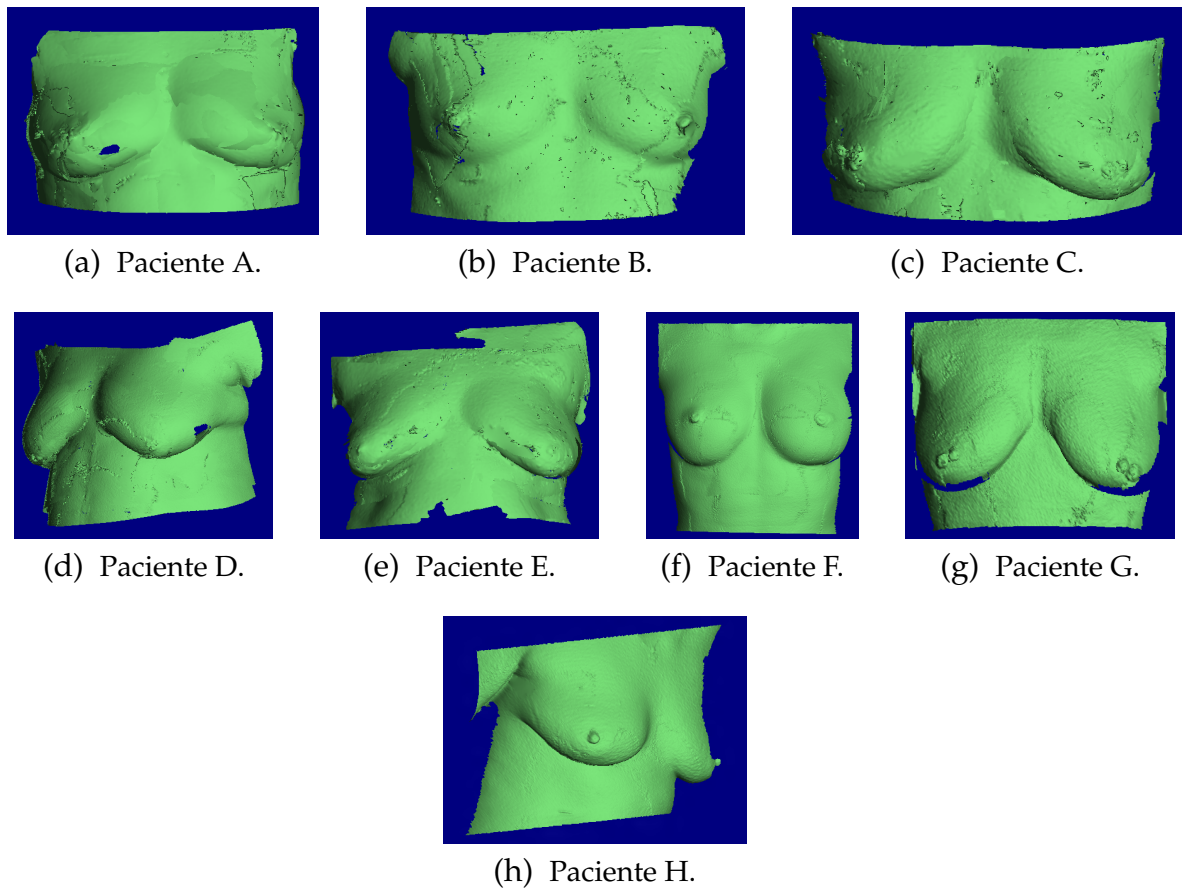 (a) Paciente A.
(b) Paciente B.
(c) Paciente C.
(d) Paciente D.
(e) Paciente E.
(f) Paciente F.
(g) Paciente G.
(h) Paciente H.